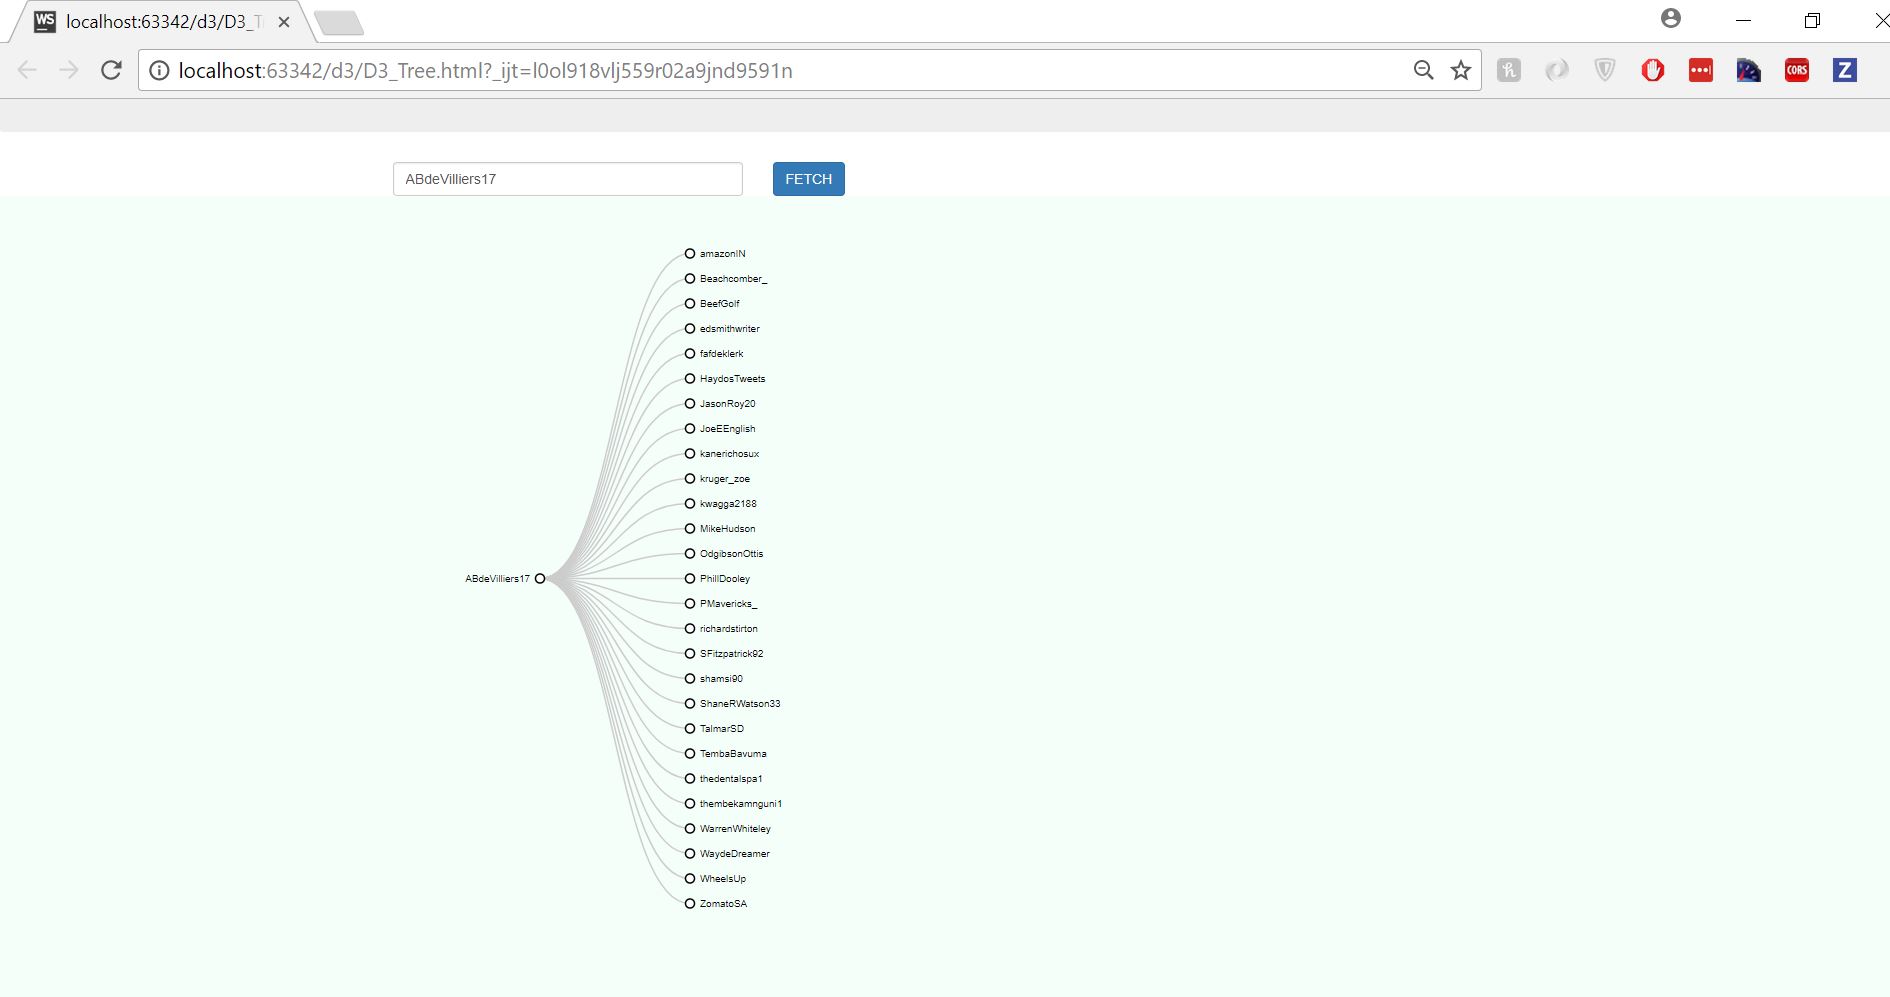 WS localhost:63342/d3/D3_T
localhost:63342/d3/D3_Tree.html?_ijt=l0ol918vlj559r02a9jnd9591n
CORS
Z
ABdeVilliers17 FETCH
amazonIN
Beachcomber_
BeefGolf
edsmithwriter
fafdeklerk
HaydosTweets
JasonRoy20
JoeEEnglish
kanerichosux
kruger_zoe
kwagga2188
MikeHudson
OdgibsonOttis
ABdeVilliers17 PhillDooley
PMavericks_
richardstirton
SFitzpatrick92
shamsi90
ShaneRWatson33
TalmarSD
TembaBavuma
thedentalspa1
thembekamnguni1
WarrenWhiteley
WaydeDreamer
WheelsUp
ZomatoSA